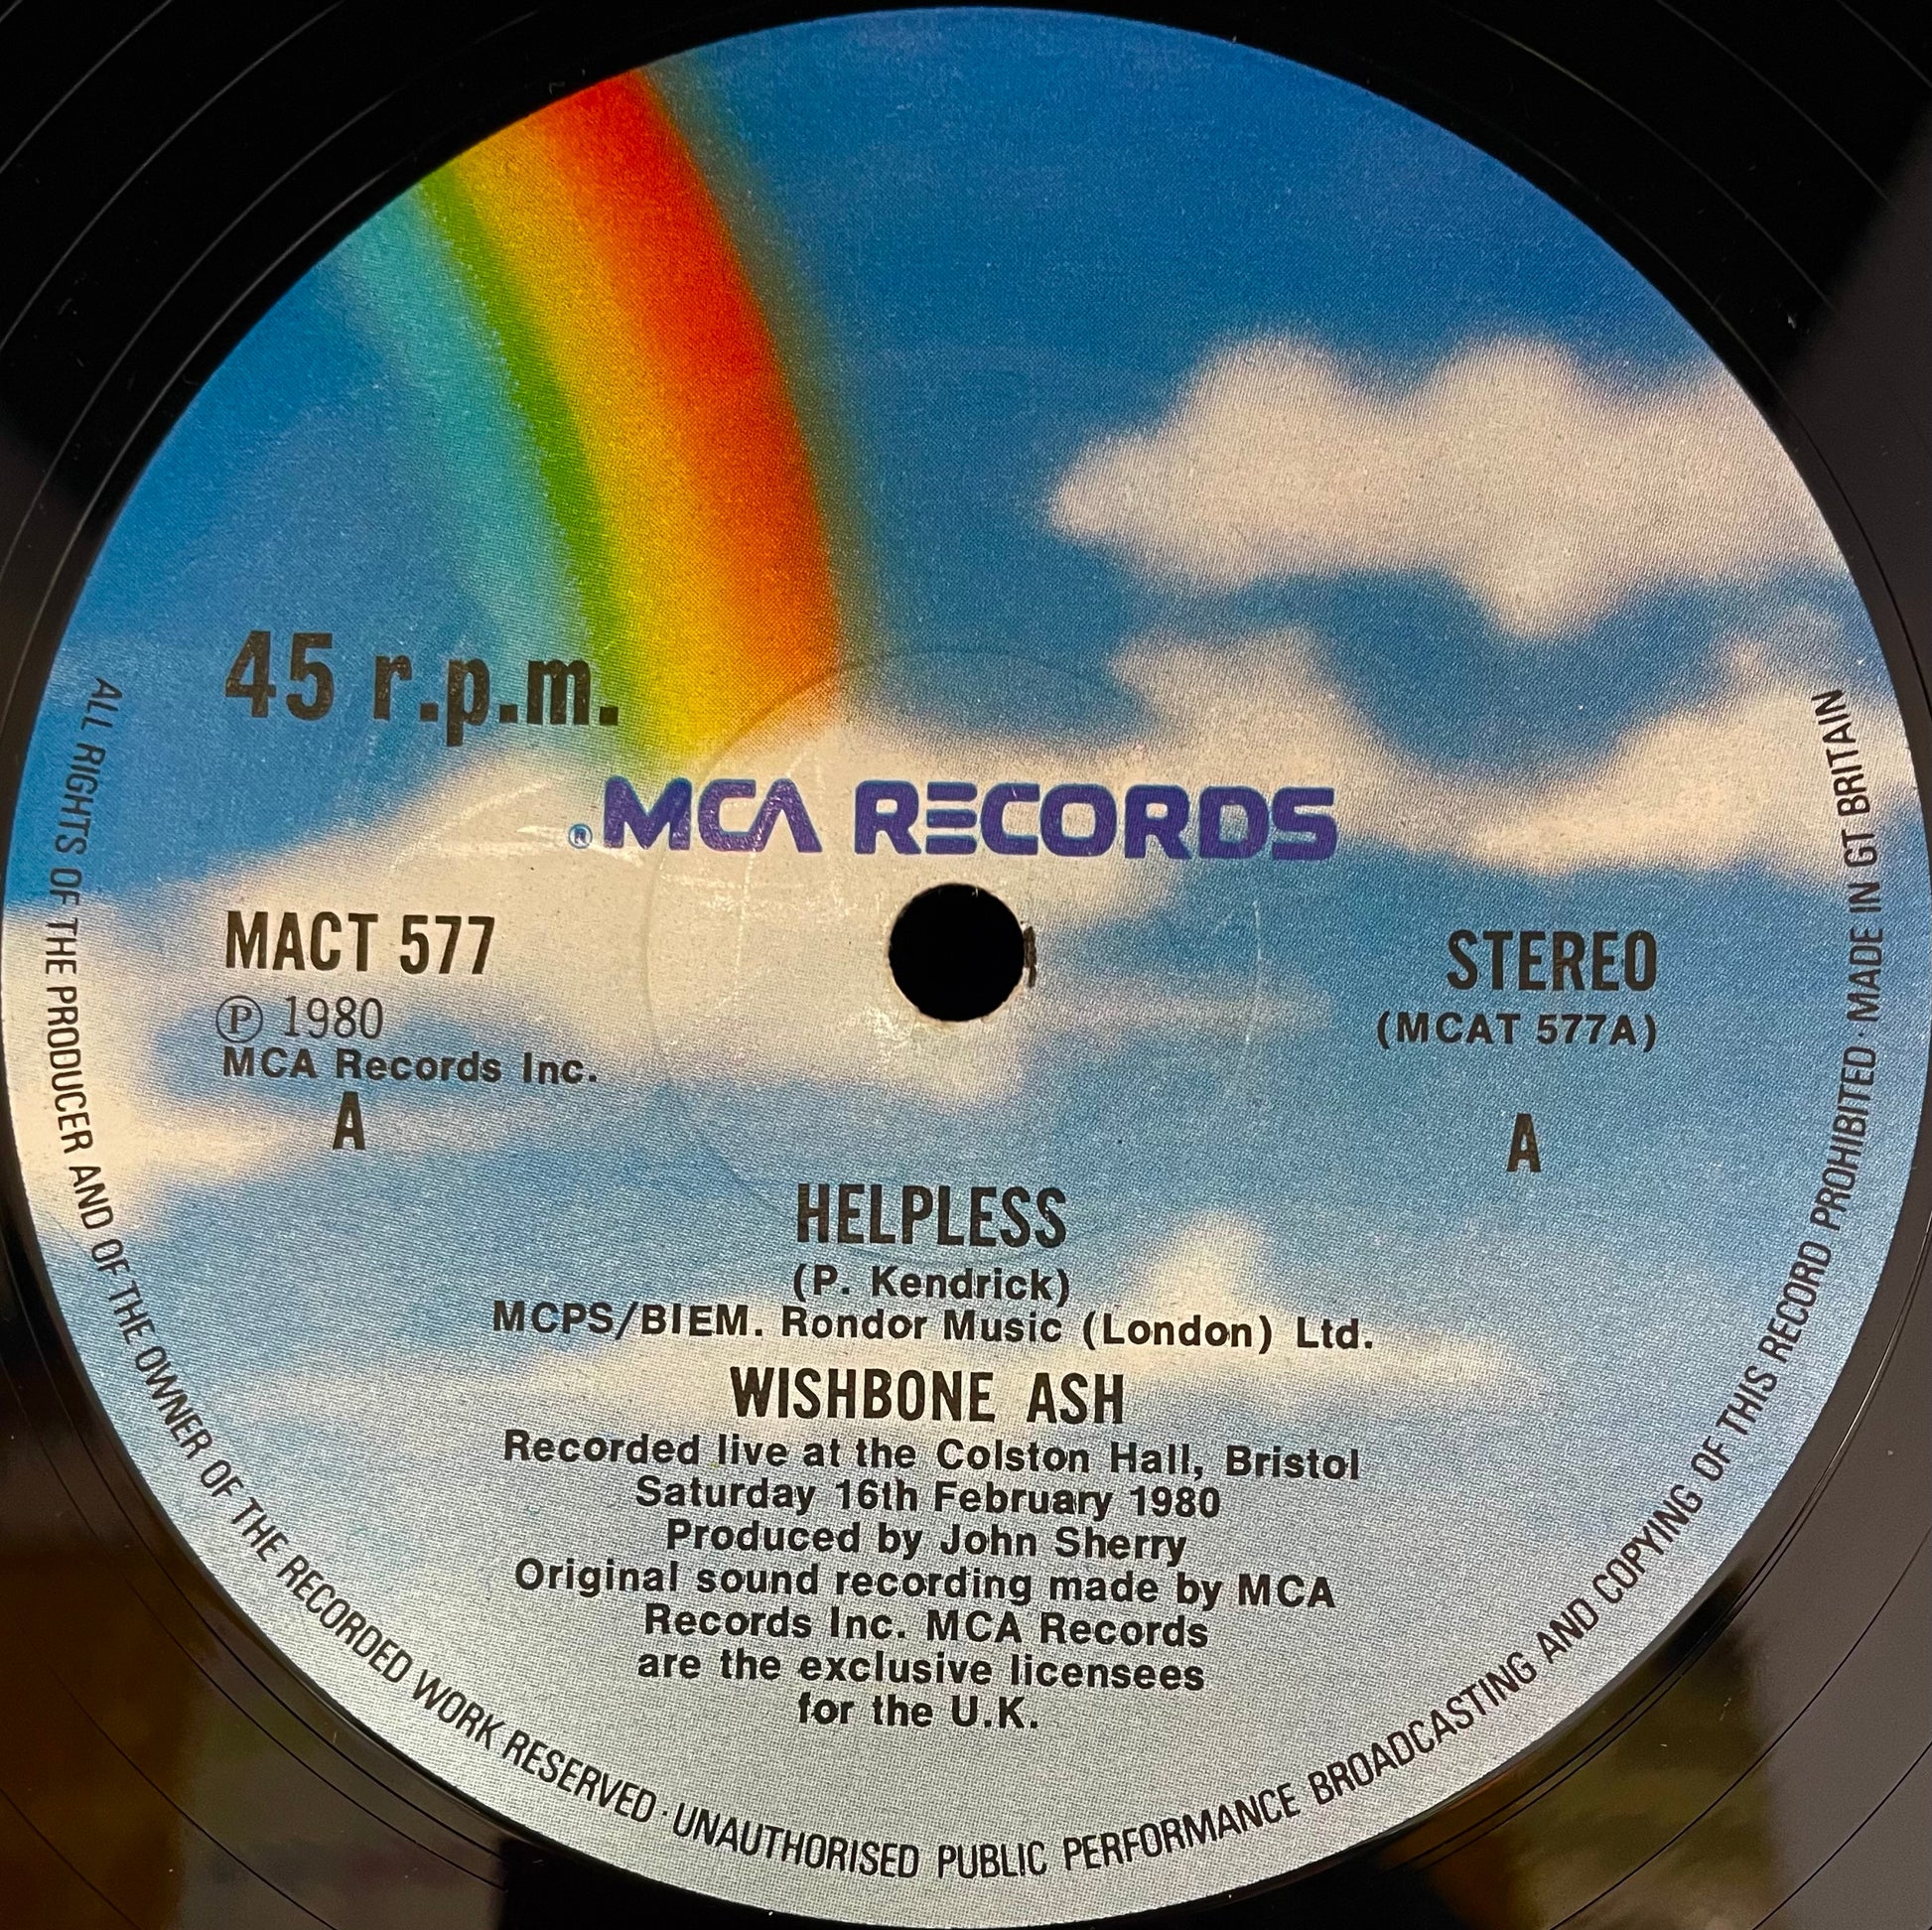 45 r.p.m.
® MCA RECORDS
MACT 577
STEREO
℗ 1980
(MCAT 577A)
MCA Records Inc.
A
A
HELPLESS
(P. Kendrick)
MCPS/BIEM. Rondor Music (London) Ltd.
WISHBONE ASH
Recorded live at the Colston Hall, Bristol
Saturday 16th February 1980
Produced by John Sherry
Original sound recording made by MCA
Records Inc. MCA Records
are the exclusive licensees
for the U.K.
ALL RIGHTS OF THE PRODUCER AND OF THE OWNER OF THE RECORDED WORK RESERVED · UNAUTHORISED PUBLIC PERFORMANCE BROADCASTING AND COPYING OF THIS RECORD PROHIBITED · MADE IN GT BRITAIN